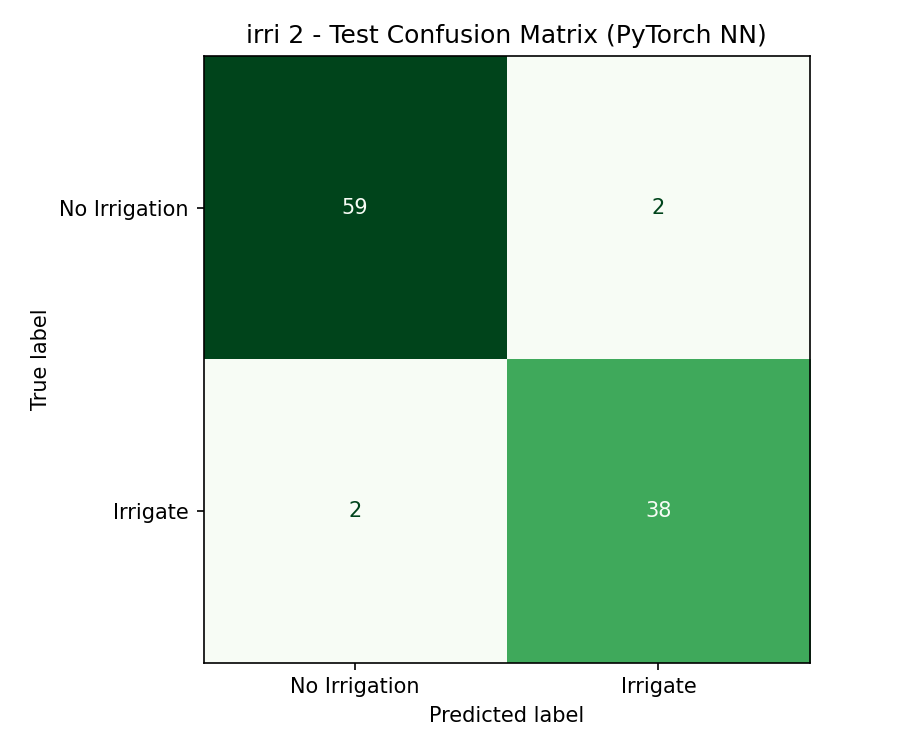 irri 2 - Test Confusion Matrix (PyTorch NN)
No Irrigation
59
2
True label
Irrigate
2
38
No Irrigation
Irrigate
Predicted label